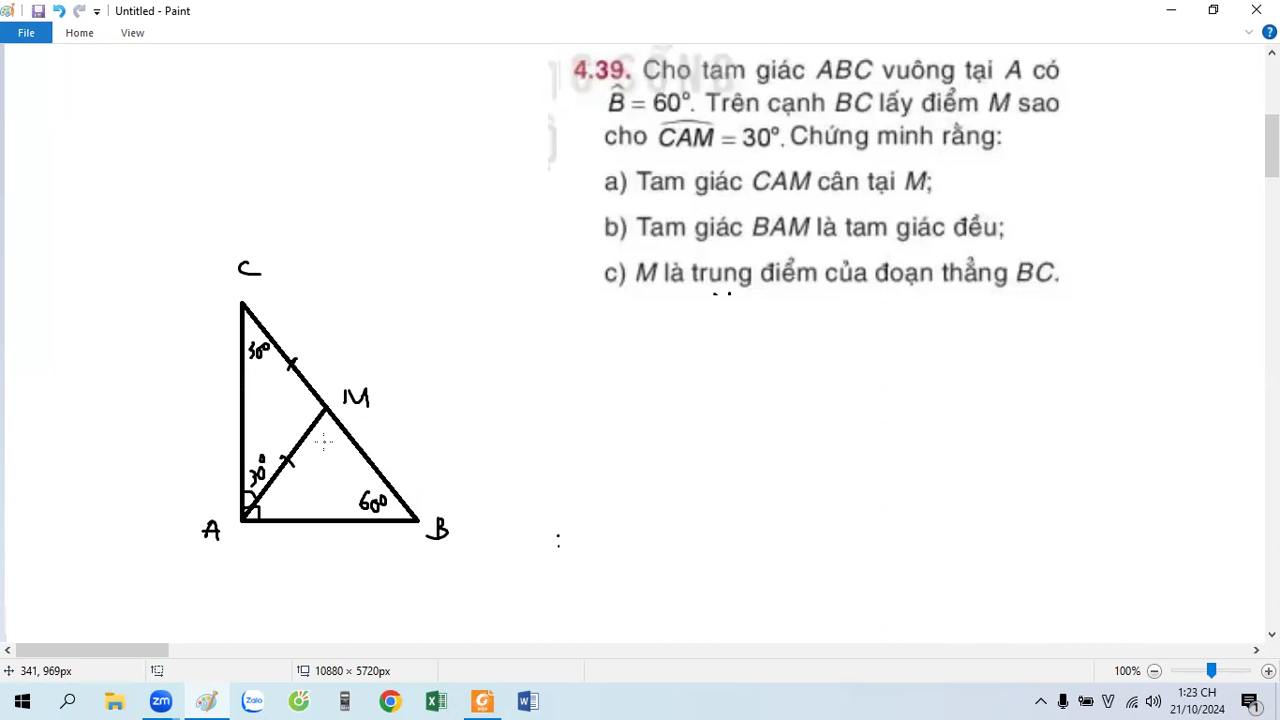 Untitled - Paint
File Home View
4.39. Cho tam giác ABC vuông tại A có
B̂ = 60°. Trên cạnh BC lấy điểm M sao
cho CAM = 30°. Chứng minh rằng:
a) Tam giác CAM cân tại M;
b) Tam giác BAM là tam giác đều;
c) M là trung điểm của đoạn thẳng BC.
C
30°
M
30°
60°
A
B
341, 969px
10880 × 5720px
100%
zm
Zalo
1:23 CH
21/10/2024